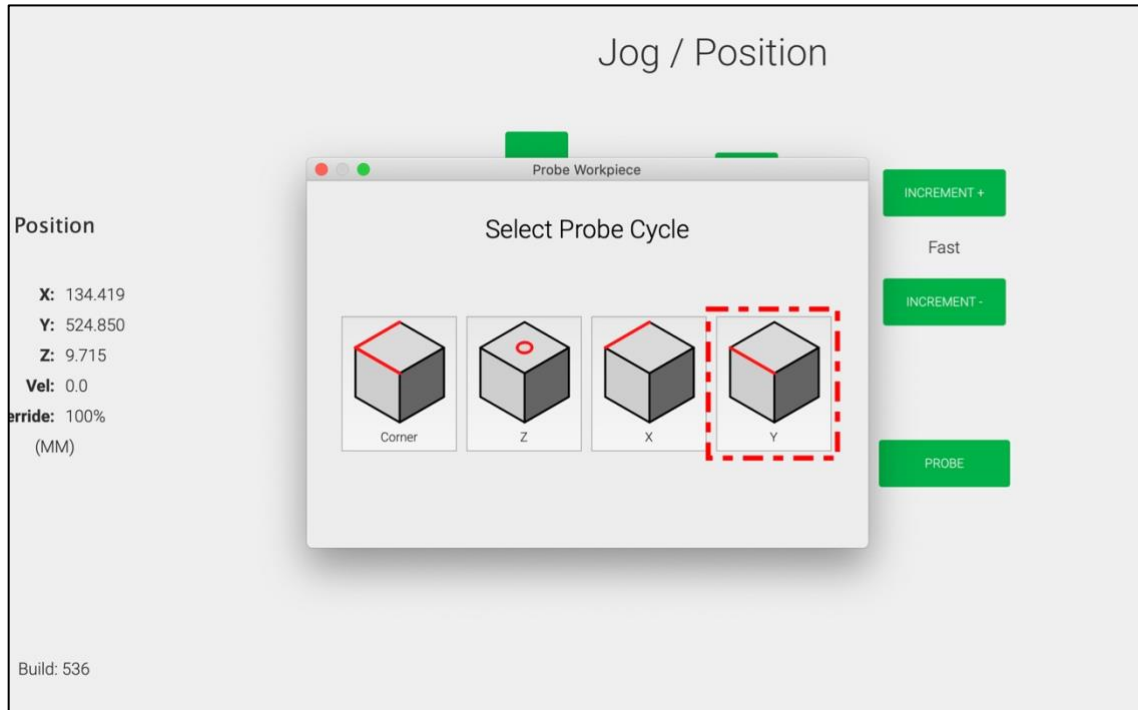 Jog / Position
Probe Workpiece
Select Probe Cycle
Corner
Z
X
Y
INCREMENT +
Fast
INCREMENT -
PROBE
Position
X: 134.419
Y: 524.850
Z: 9.715
Vel: 0.0
erride: 100%
(MM)
Build: 536